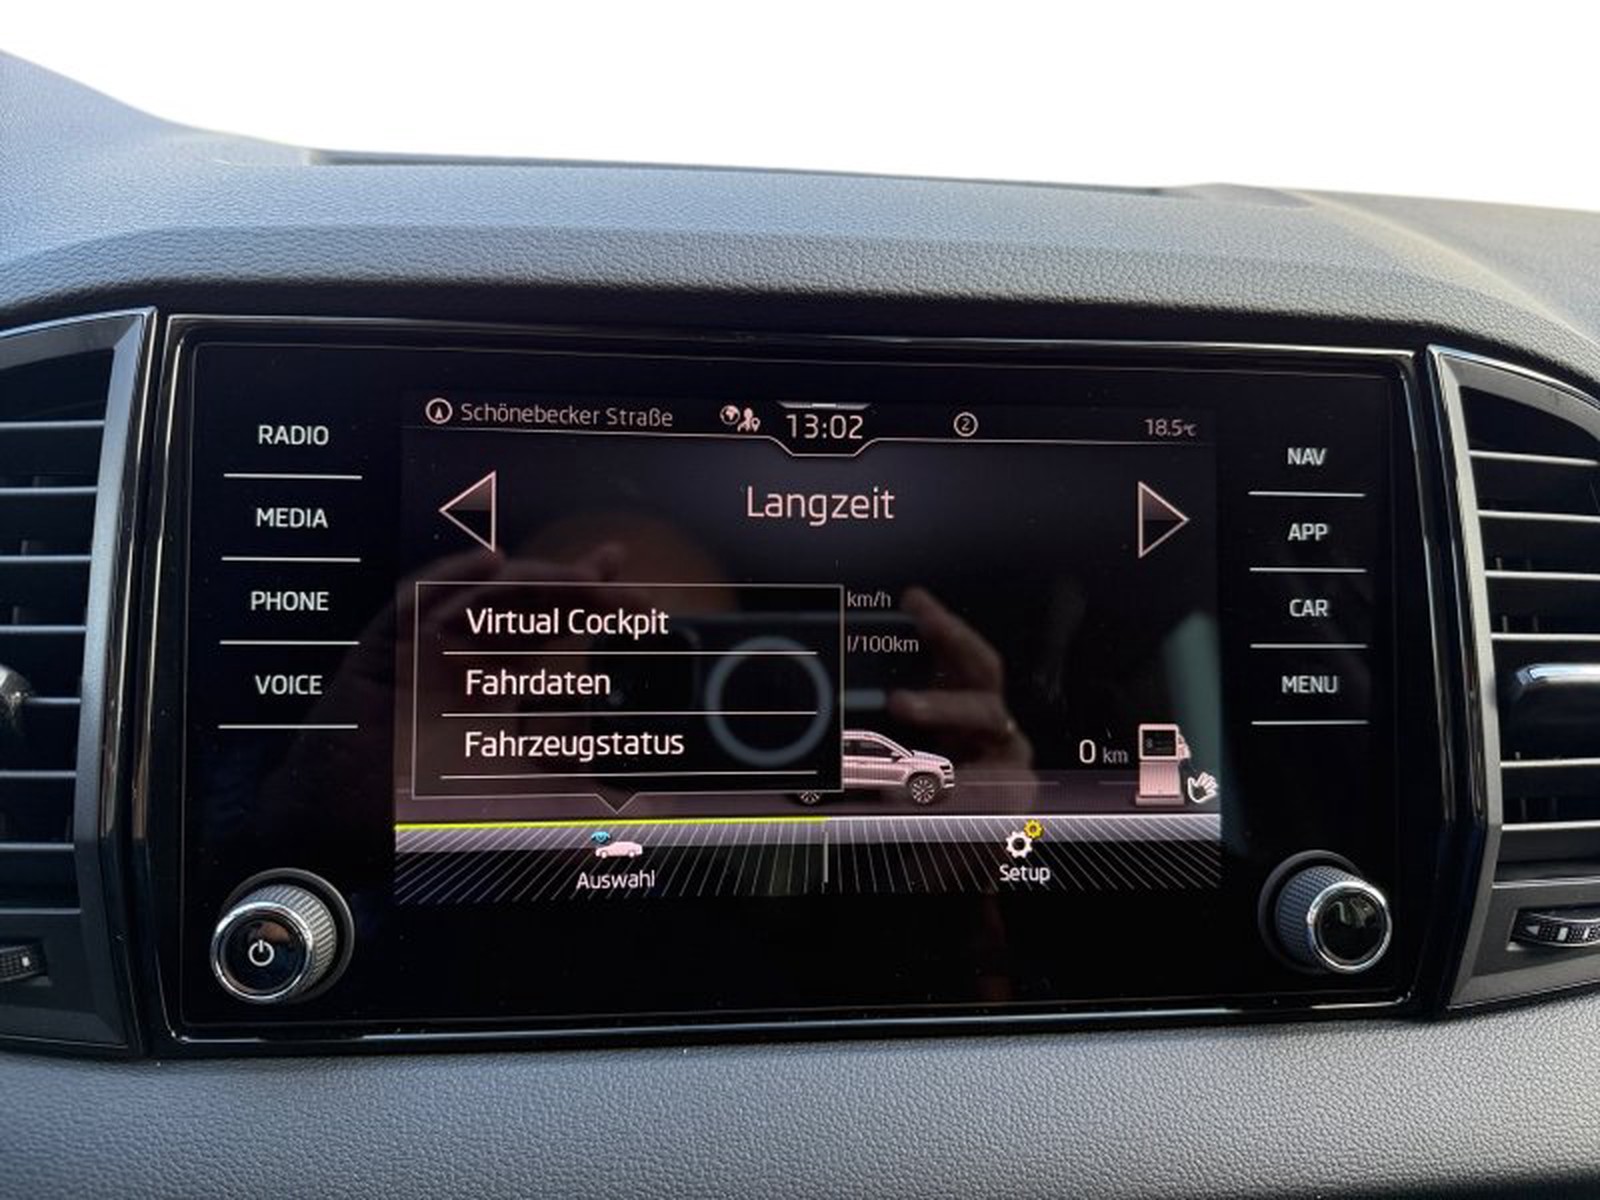 Schönebecker Straße
13:02
2
18.5°C
Langzeit
RADIO
MEDIA
PHONE
VOICE
NAV
APP
CAR
MENU
km/h
l/100km
Virtual Cockpit
Fahrdaten
Fahrzeugstatus
0 km
Auswahl
Setup